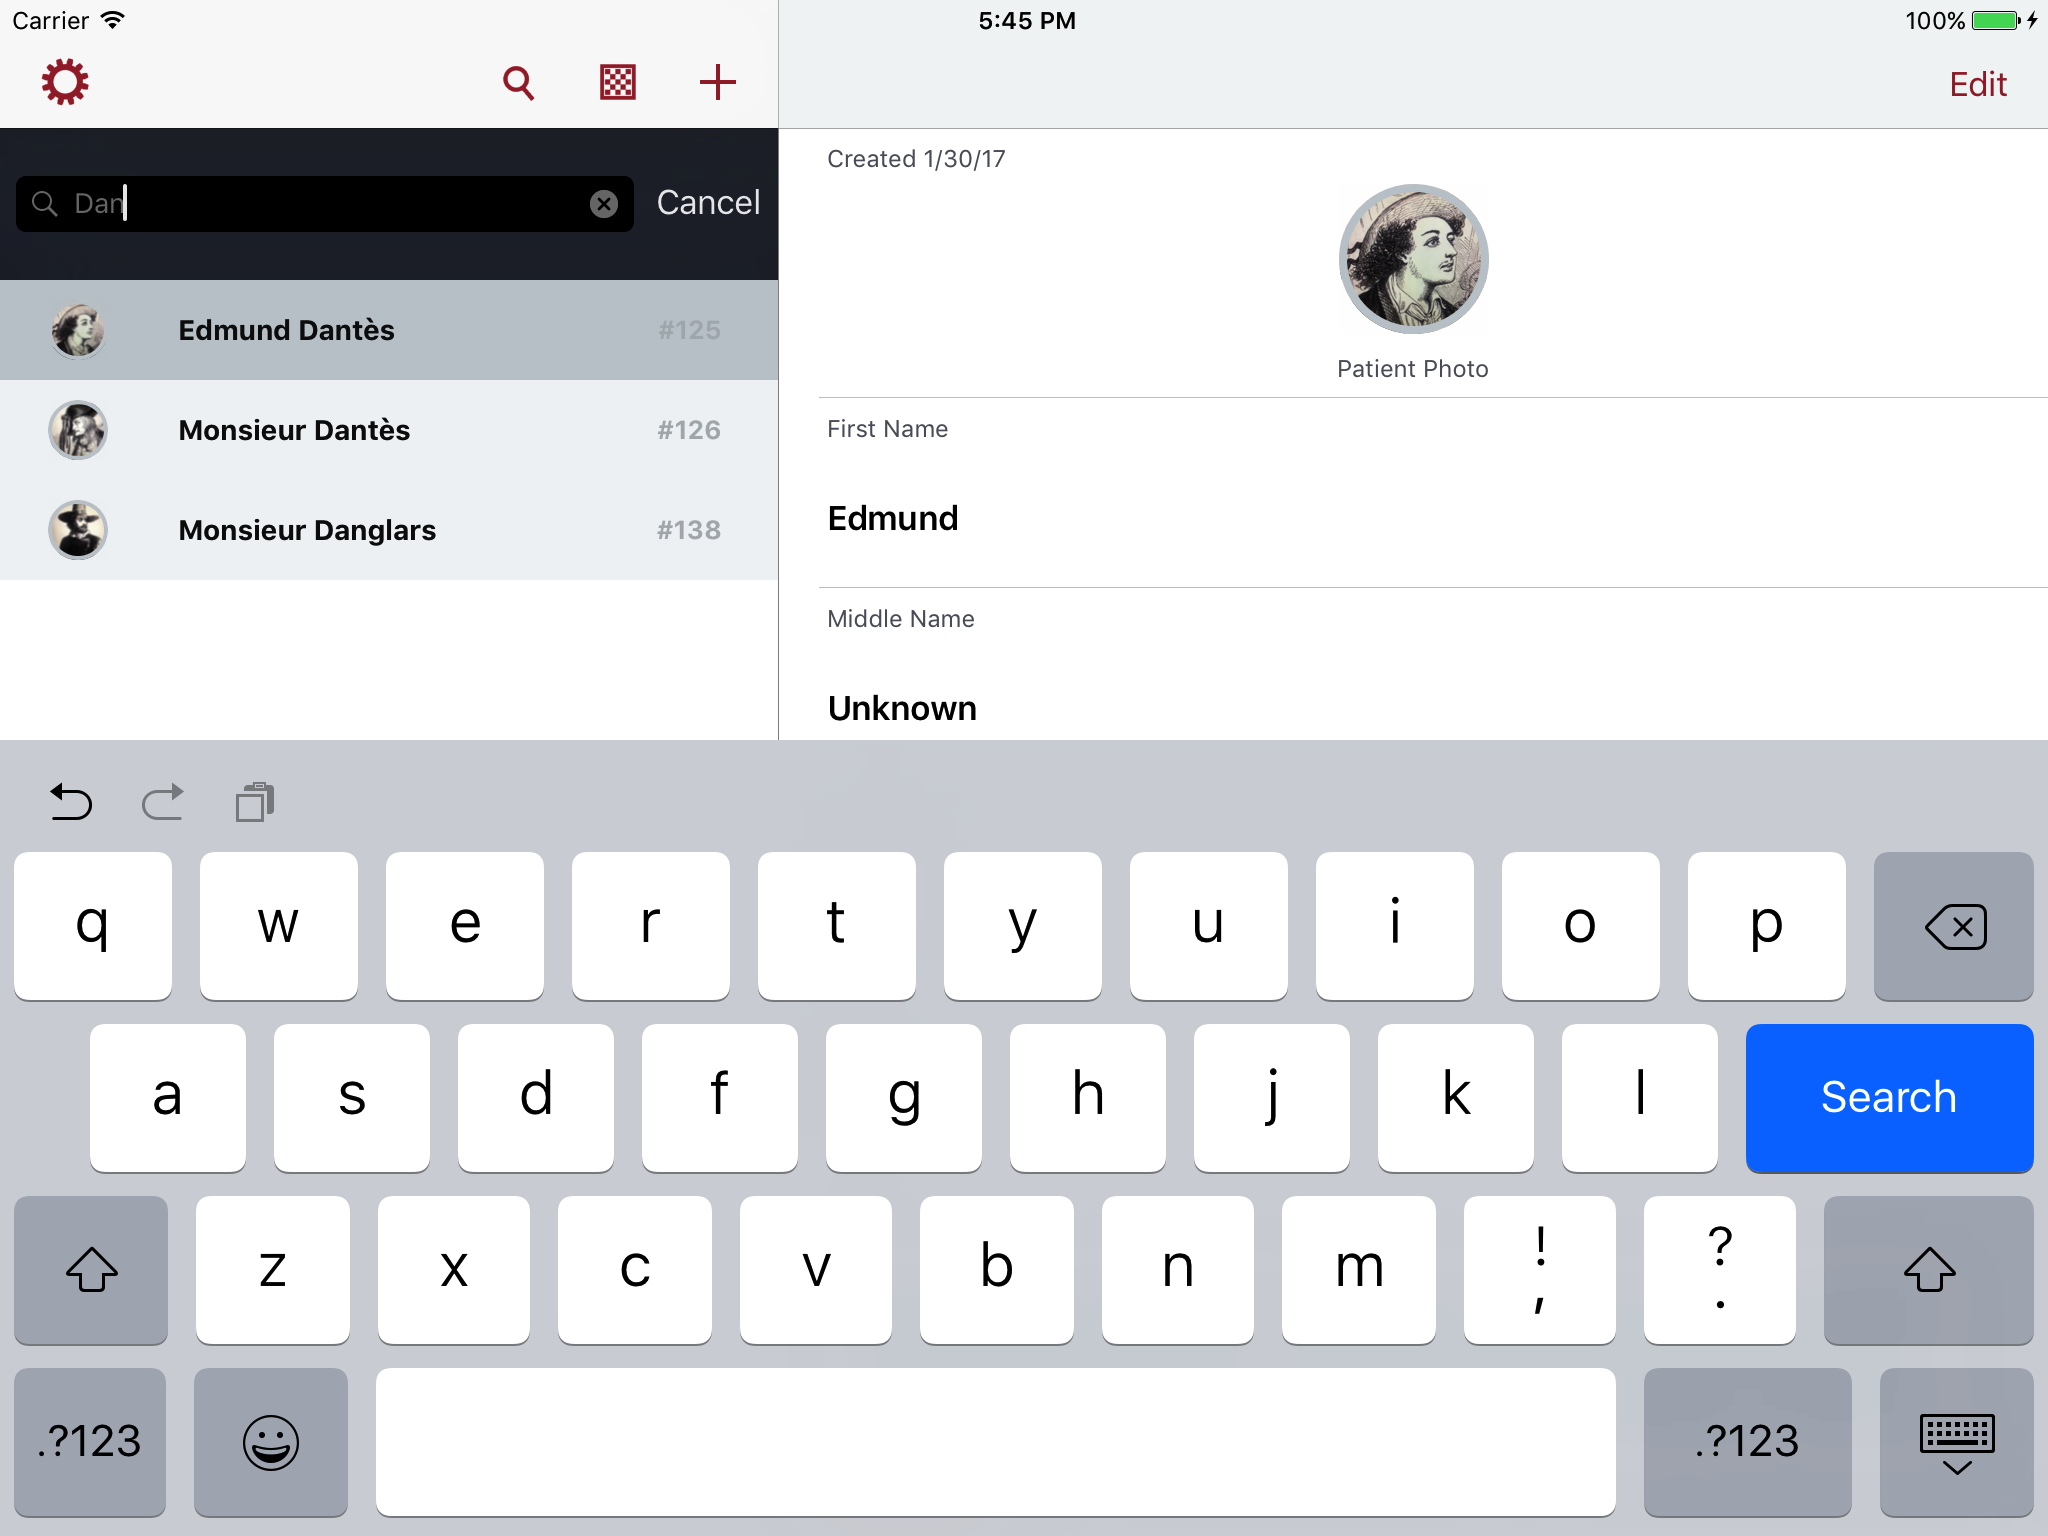 Carrier
5:45 PM
100%
Edit
Dan
Cancel
Edmund Dantès #125
Monsieur Dantès #126
Monsieur Danglars #138
Created 1/30/17
Patient Photo
First Name
Edmund
Middle Name
Unknown
q w e r t y u i o p
a s d f g h j k l Search
z x c v b n m ! , ? .
.?123 .?123